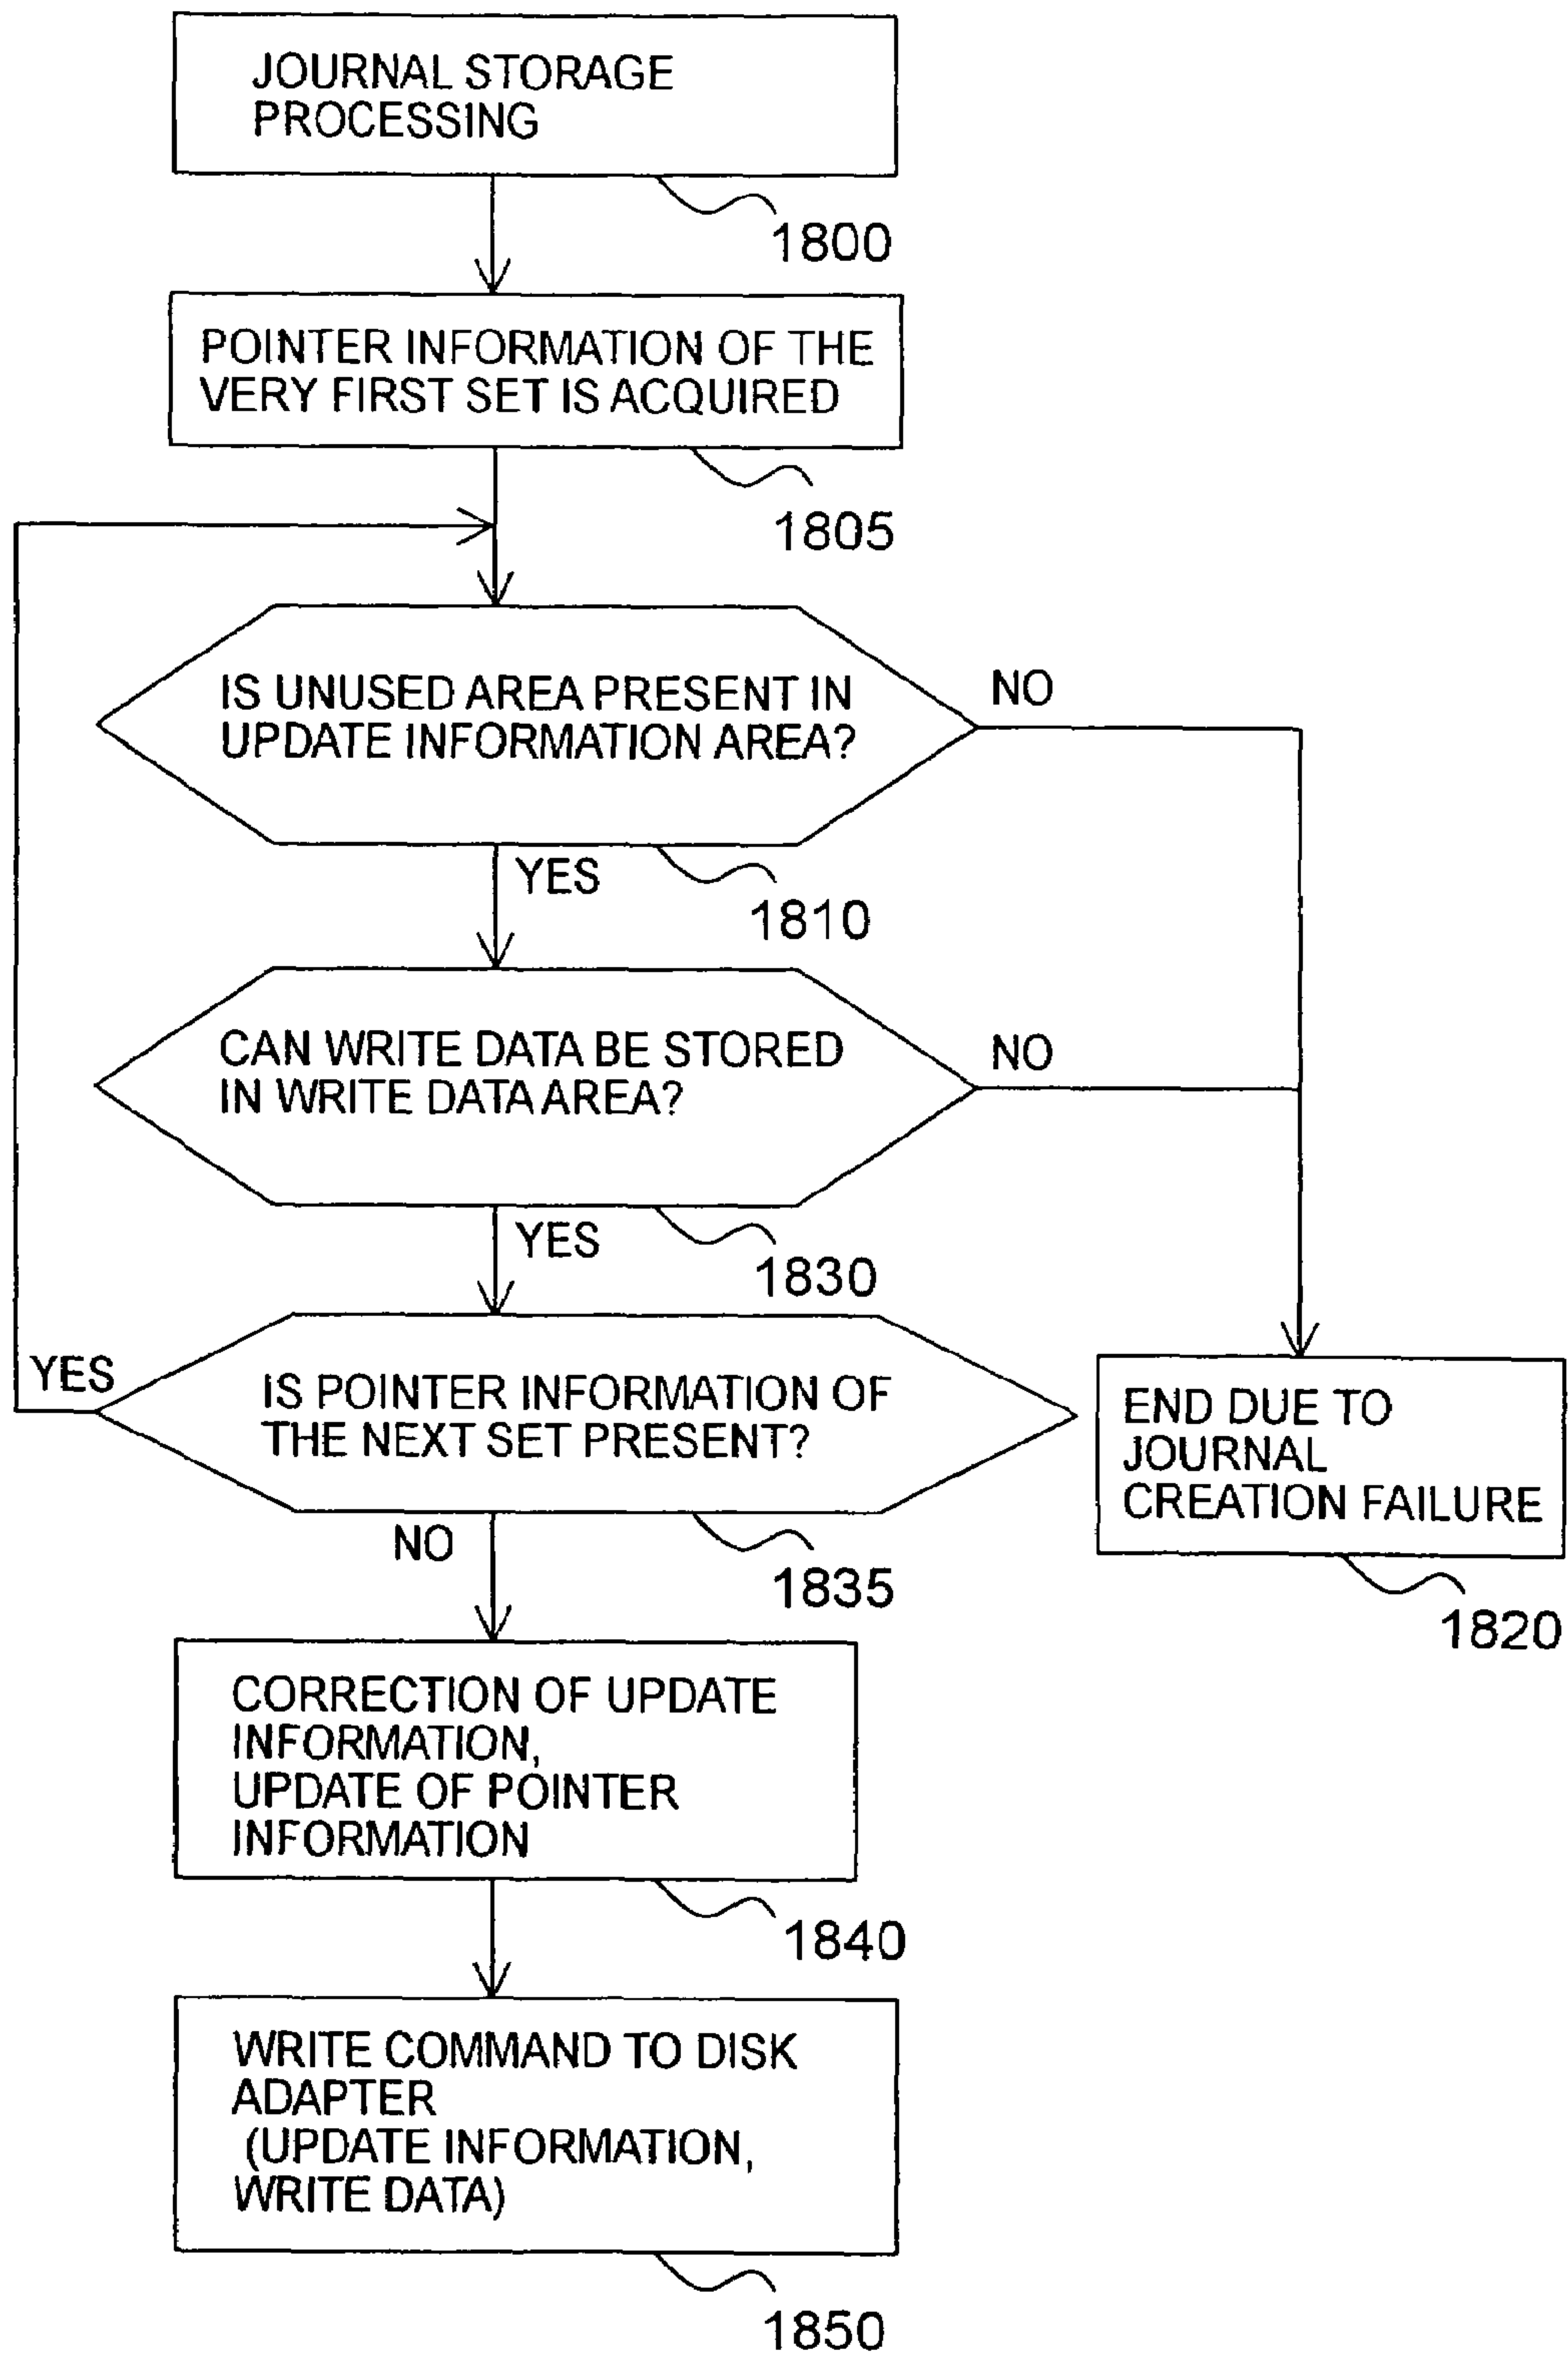 JOURNAL STORAGE
PROCESSING
1800
POINTER INFORMATION OF THE
VERY FIRST SET IS ACQUIRED
1805
IS UNUSED AREA PRESENT IN
UPDATE INFORMATION AREA?
NO
YES
1810
CAN WRITE DATA BE STORED
IN WRITE DATA AREA?
NO
YES
1830
YES
IS POINTER INFORMATION OF
THE NEXT SET PRESENT?
NO
1835
END DUE TO
JOURNAL
CREATION FAILURE
1820
CORRECTION OF UPDATE
INFORMATION,
UPDATE OF POINTER
INFORMATION
1840
WRITE COMMAND TO DISK
ADAPTER
(UPDATE INFORMATION,
WRITE DATA)
1850